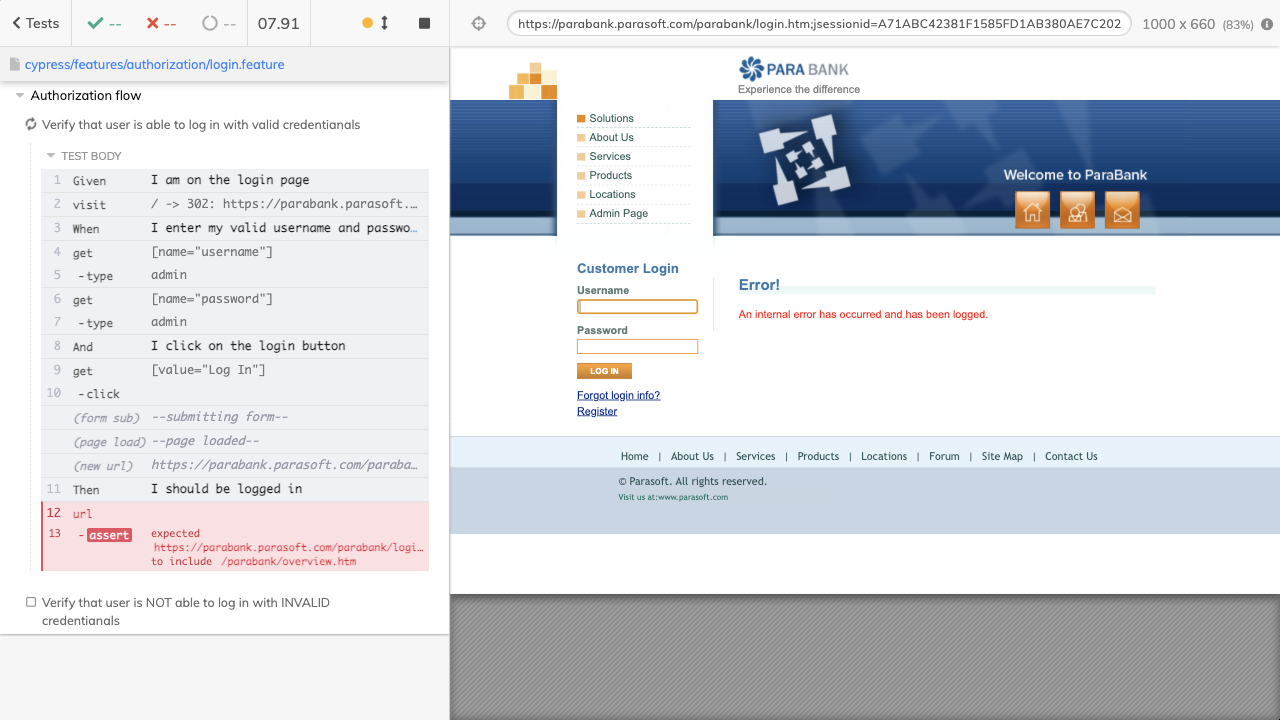 Tests
--
--
--
07.91
https://parabank.parasoft.com/parabank/login.htm;jsessionid=A71ABC42381F1585FD1AB380AE7C202
1000 x 660 (83%)
cypress/features/authorization/login.feature
Authorization flow
Verify that user is able to log in with valid credentianals
TEST BODY
1 Given I am on the login page
2 visit / -> 302: https://parabank.parasoft.…
3 When I enter my valid username and passwo…
4 get [name="username"]
5 -type admin
6 get [name="password"]
7 -type admin
8 And I click on the login button
9 get [value="Log In"]
10 -click
(form sub) --submitting form--
(page load) --page loaded--
(new url) https://parabank.parasoft.com/paraba…
11 Then I should be logged in
12 url
13 -assert expected
https://parabank.parasoft.com/parabank/logi…
to include /parabank/overview.htm
Verify that user is NOT able to log in with INVALID
credentianals
PARA BANK
Experience the difference
Solutions
About Us
Services
Products
Locations
Admin Page
Welcome to ParaBank
Customer Login
Username
Password
LOG IN
Forgot login info?
Register
Error!
An internal error has occurred and has been logged.
Home | About Us | Services | Products | Locations | Forum | Site Map | Contact Us
© Parasoft. All rights reserved.
Visit us at:www.parasoft.com